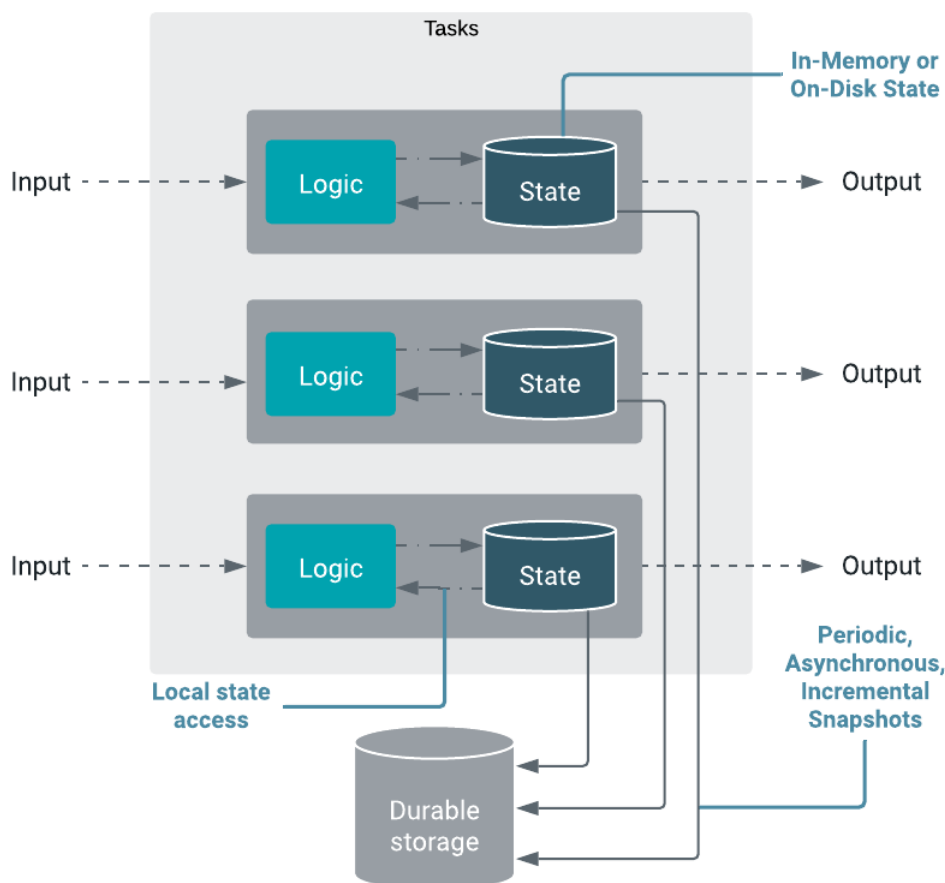 Tasks
In-Memory or
On-Disk State
Input
Logic
State
Output
Input
Logic
State
Output
Input
Logic
State
Output
Periodic,
Asynchronous,
Incremental
Snapshots
Local state
access
Durable
storage